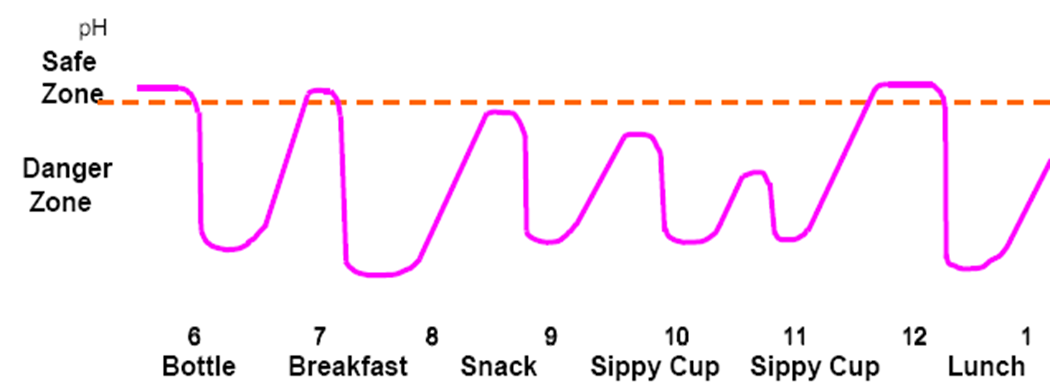 pH
Safe
Zone
Danger
Zone
6 7 8 9 10 11 12 1
Bottle Breakfast Snack Sippy Cup Sippy Cup Lunch